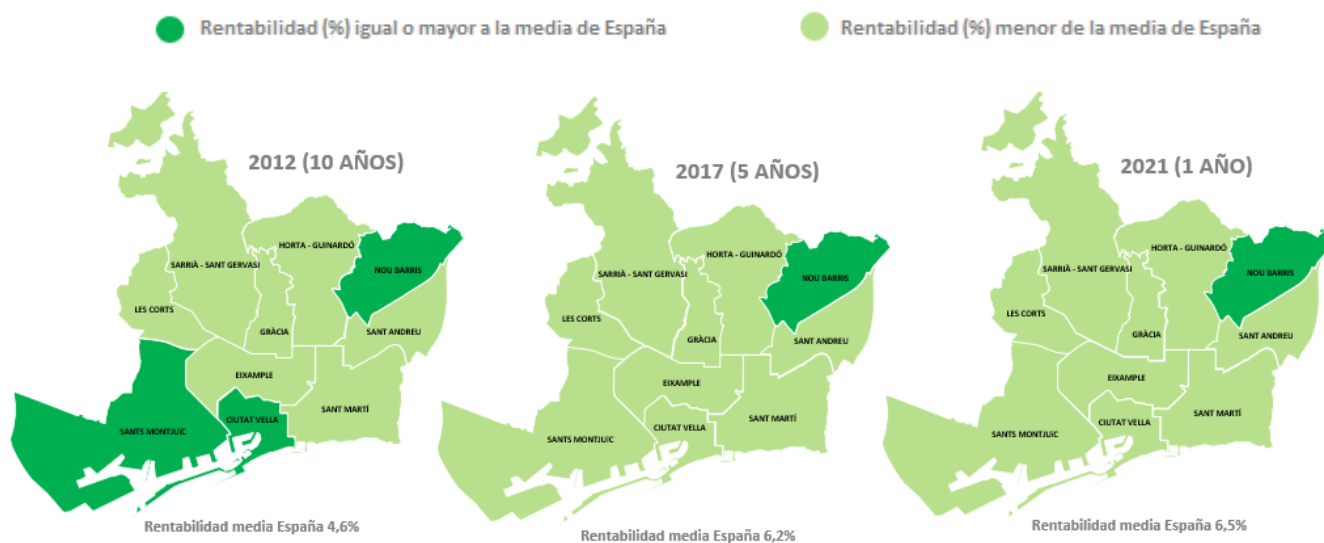 Rentabilidad (%) igual o mayor a la media de España
Rentabilidad (%) menor de la media de España
2012 (10 AÑOS)
HORTA - GUINARDÓ
SARRIÀ - SANT GERVASI
NOU BARRIS
LES CORTS
GRÀCIA
SANT ANDREU
EIXAMPLE
SANT MARTÍ
CIUTAT VELLA
SANTS MONTJUÏC
Rentabilidad media España 4,6%
2017 (5 AÑOS)
HORTA - GUINARDÓ
SARRIÀ - SANT GERVASI
NOU BARRIS
LES CORTS
GRÀCIA
SANT ANDREU
EIXAMPLE
SANT MARTÍ
CIUTAT VELLA
SANTS MONTJUÏC
Rentabilidad media España 6,2%
2021 (1 AÑO)
HORTA - GUINARDÓ
SARRIÀ - SANT GERVASI
NOU BARRIS
LES CORTS
GRÀCIA
SANT ANDREU
EIXAMPLE
SANT MARTÍ
CIUTAT VELLA
SANTS MONTJUÏC
Rentabilidad media España 6,5%